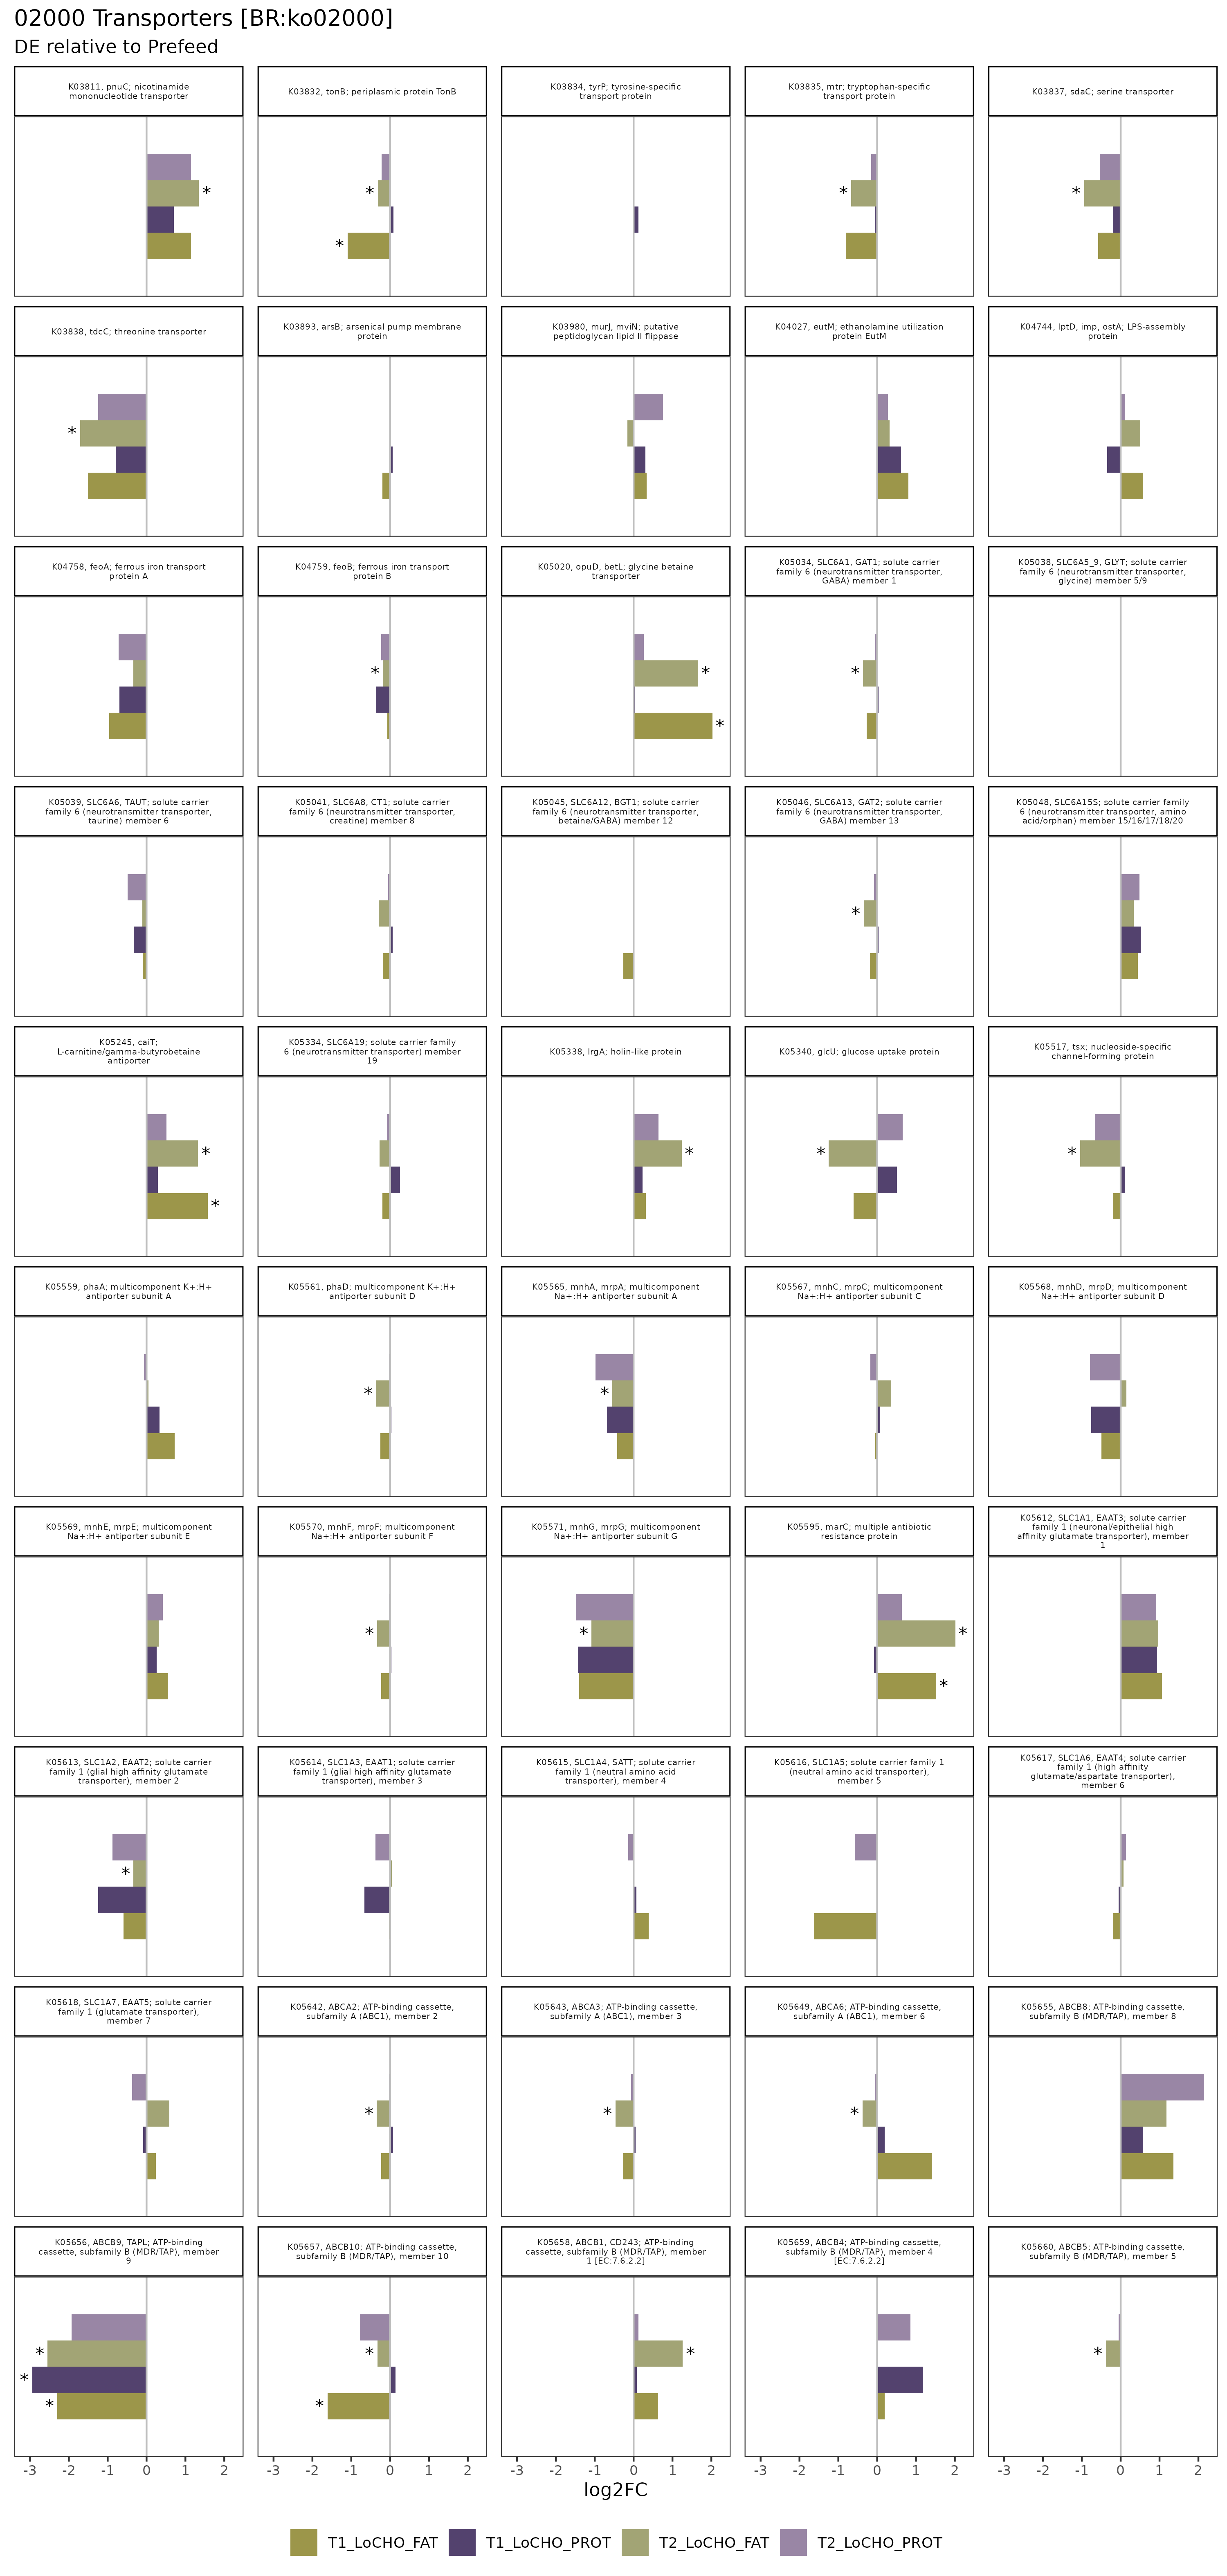 02000 Transporters [BR:ko02000]
DE relative to Prefeed
K03811, pnuC; nicotinamide
mononucleotide transporter
K03832, tonB; periplasmic protein TonB
K03834, tyrP; tyrosine-specific
transport protein
K03835, mtr; tryptophan-specific
transport protein
K03837, sdaC; serine transporter
*
*
*
*
*
K03838, tdcC; threonine transporter
K03893, arsB; arsenical pump membrane
protein
K03980, murJ, mviN; putative
peptidoglycan lipid II flippase
K04027, eutM; ethanolamine utilization
protein EutM
K04744, lptD, imp, ostA; LPS-assembly
protein
*
K04758, feoA; ferrous iron transport
protein A
K04759, feoB; ferrous iron transport
protein B
K05020, opuD, betL; glycine betaine
transporter
K05034, SLC6A1, GAT1; solute carrier
family 6 (neurotransmitter transporter,
GABA) member 1
K05038, SLC6A5_9, GLYT; solute carrier
family 6 (neurotransmitter transporter,
glycine) member 5/9
*
*
*
*
K05039, SLC6A6, TAUT; solute carrier
family 6 (neurotransmitter transporter,
taurine) member 6
K05041, SLC6A8, CT1; solute carrier
family 6 (neurotransmitter transporter,
creatine) member 8
K05045, SLC6A12, BGT1; solute carrier
family 6 (neurotransmitter transporter,
betaine/GABA) member 12
K05046, SLC6A13, GAT2; solute carrier
family 6 (neurotransmitter transporter,
GABA) member 13
K05048, SLC6A15S; solute carrier family
6 (neurotransmitter transporter, amino
acid/orphan) member 15/16/17/18/20
*
K05245, caiT;
L-carnitine/gamma-butyrobetaine
antiporter
K05334, SLC6A19; solute carrier family
6 (neurotransmitter transporter) member
19
K05338, lrgA; holin-like protein
K05340, glcU; glucose uptake protein
K05517, tsx; nucleoside-specific
channel-forming protein
*
*
*
*
*
K05559, phaA; multicomponent K+:H+
antiporter subunit A
K05561, phaD; multicomponent K+:H+
antiporter subunit D
K05565, mnhA, mrpA; multicomponent
Na+:H+ antiporter subunit A
K05567, mnhC, mrpC; multicomponent
Na+:H+ antiporter subunit C
K05568, mnhD, mrpD; multicomponent
Na+:H+ antiporter subunit D
*
*
K05569, mnhE, mrpE; multicomponent
Na+:H+ antiporter subunit E
K05570, mnhF, mrpF; multicomponent
Na+:H+ antiporter subunit F
K05571, mnhG, mrpG; multicomponent
Na+:H+ antiporter subunit G
K05595, marC; multiple antibiotic
resistance protein
K05612, SLC1A1, EAAT3; solute carrier
family 1 (neuronal/epithelial high
affinity glutamate transporter), member
1
*
*
*
*
K05613, SLC1A2, EAAT2; solute carrier
family 1 (glial high affinity glutamate
transporter), member 2
K05614, SLC1A3, EAAT1; solute carrier
family 1 (glial high affinity glutamate
transporter), member 3
K05615, SLC1A4, SATT; solute carrier
family 1 (neutral amino acid
transporter), member 4
K05616, SLC1A5; solute carrier family 1
(neutral amino acid transporter),
member 5
K05617, SLC1A6, EAAT4; solute carrier
family 1 (high affinity
glutamate/aspartate transporter),
member 6
*
K05618, SLC1A7, EAAT5; solute carrier
family 1 (glutamate transporter),
member 7
K05642, ABCA2; ATP-binding cassette,
subfamily A (ABC1), member 2
K05643, ABCA3; ATP-binding cassette,
subfamily A (ABC1), member 3
K05649, ABCA6; ATP-binding cassette,
subfamily A (ABC1), member 6
K05655, ABCB8; ATP-binding cassette,
subfamily B (MDR/TAP), member 8
*
*
*
K05656, ABCB9, TAPL; ATP-binding
cassette, subfamily B (MDR/TAP), member
9
K05657, ABCB10; ATP-binding cassette,
subfamily B (MDR/TAP), member 10
K05658, ABCB1, CD243; ATP-binding
cassette, subfamily B (MDR/TAP), member
1 [EC:7.6.2.2]
K05659, ABCB4; ATP-binding cassette,
subfamily B (MDR/TAP), member 4
[EC:7.6.2.2]
K05660, ABCB5; ATP-binding cassette,
subfamily B (MDR/TAP), member 5
*
*
*
*
*
*
*
-3 -2 -1 0 1 2
-3 -2 -1 0 1 2
-3 -2 -1 0 1 2
-3 -2 -1 0 1 2
-3 -2 -1 0 1 2
log2FC
T1_LoCHO_FAT T1_LoCHO_PROT T2_LoCHO_FAT T2_LoCHO_PROT